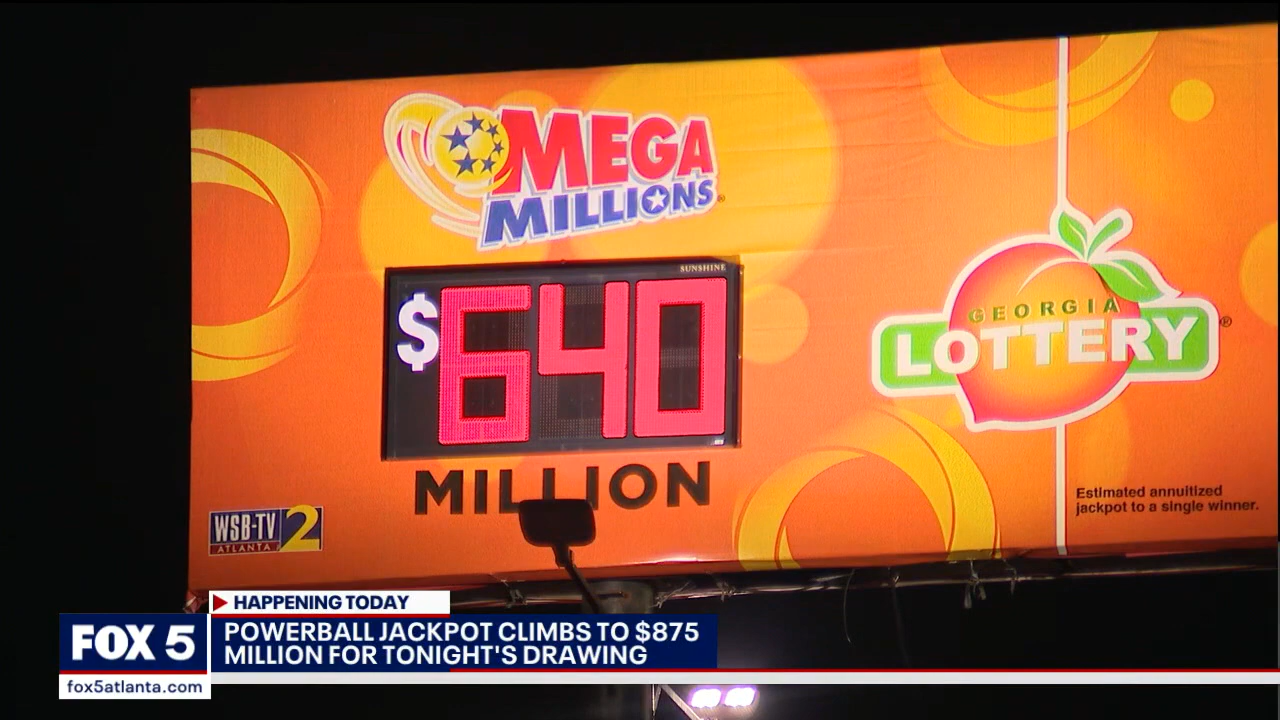 MEGA
MILLIONS
SUNSHINE
$640
MILLION
GEORGIA
LOTTERY®
Estimated annuitized
jackpot to a single winner.
WSB-TV 2
ATLANTA
HAPPENING TODAY
FOX 5
POWERBALL JACKPOT CLIMBS TO $875
MILLION FOR TONIGHT'S DRAWING
fox5atlanta.com